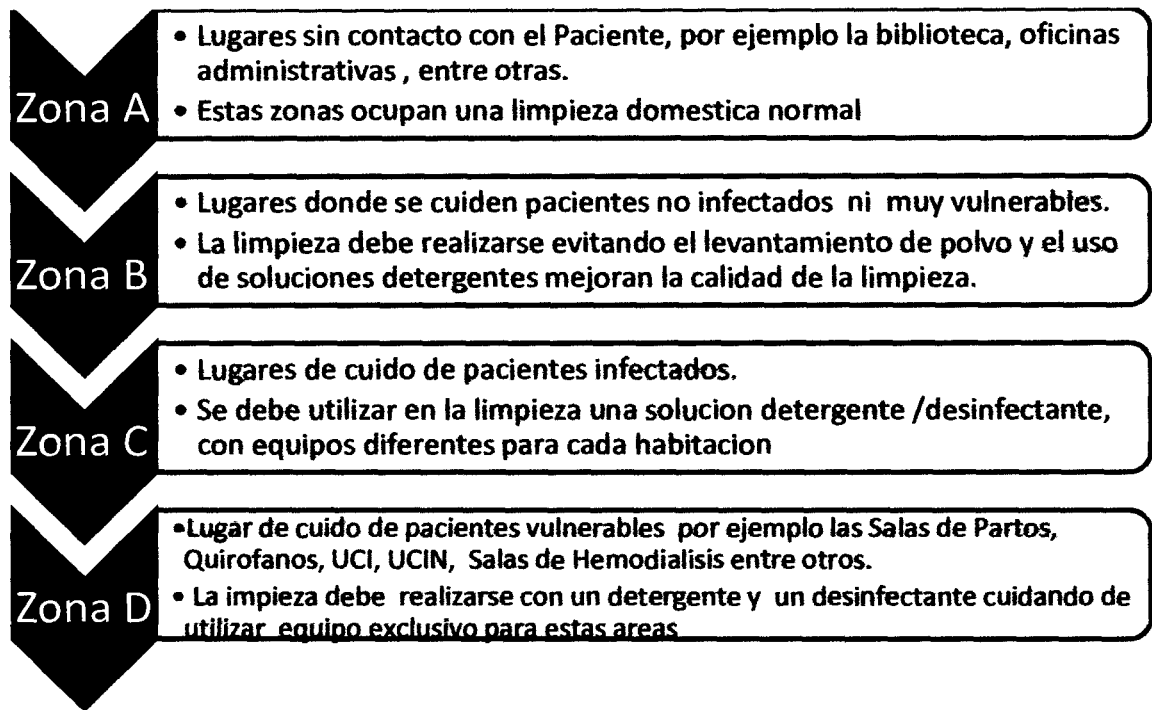 Zona A
• Lugares sin contacto con el Paciente, por ejemplo la biblioteca, oficinas
administrativas , entre otras.
• Estas zonas ocupan una limpieza domestica normal
Zona B
• Lugares donde se cuiden pacientes no infectados ni muy vulnerables.
• La limpieza debe realizarse evitando el levantamiento de polvo y el uso
de soluciones detergentes mejoran la calidad de la limpieza.
Zona C
• Lugares de cuido de pacientes infectados.
• Se debe utilizar en la limpieza una solucion detergente /desinfectante,
con equipos diferentes para cada habitacion
Zona D
•Lugar de cuido de pacientes vulnerables por ejemplo las Salas de Partos,
Quirofanos, UCI, UCIN, Salas de Hemodialisis entre otros.
• La impieza debe realizarse con un detergente y un desinfectante cuidando de
utilizar equipo exclusivo para estas areas